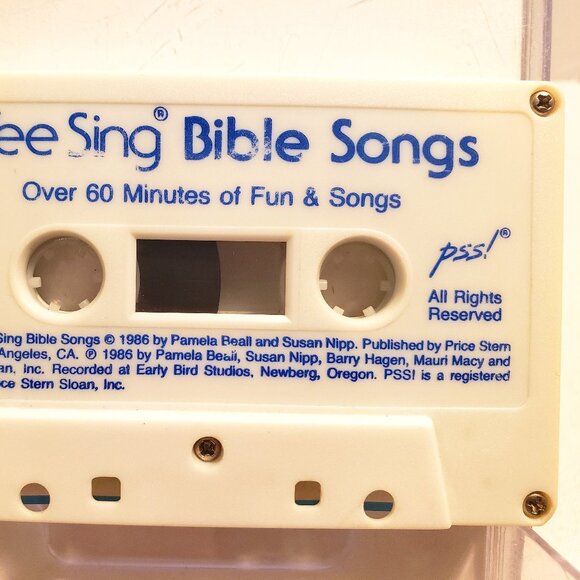 ee Sing® Bible Songs
Over 60 Minutes of Fun & Songs
pss!®
All Rights
Reserved
Sing Bible Songs © 1986 by Pamela Beall and Susan Nipp. Published by Price Stern
Angeles, CA. ℗ 1986 by Pamela Beall, Susan Nipp, Barry Hagen, Mauri Macy and
an, Inc. Recorded at Early Bird Studios, Newberg, Oregon. PSS! is a registered
ce Stern Sloan, Inc.